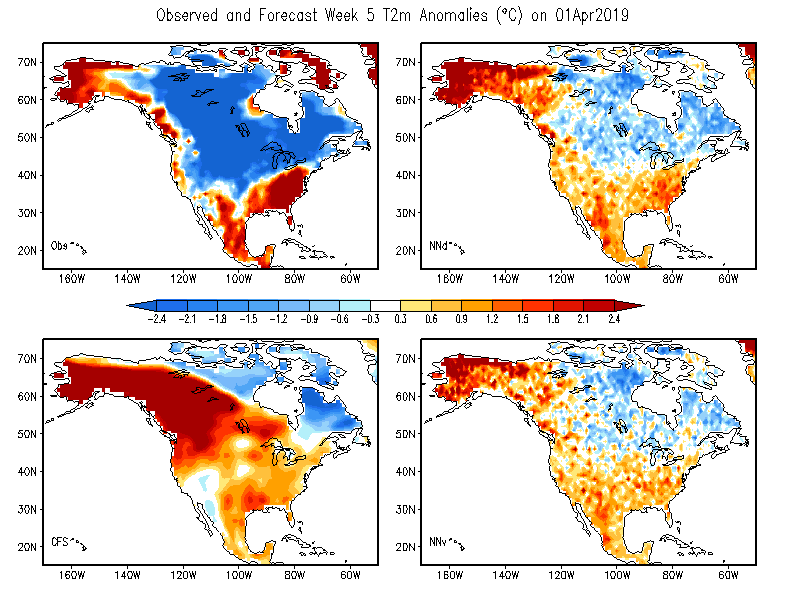 Observed and Forecast Week 5 T2m Anomalies (°C) on 01Apr2019
70N
60N
50N
40N
30N
20N
Obs
160W 140W 120W 100W 80W 60W
70N
60N
50N
40N
30N
20N
NNd
160W 140W 120W 100W 80W 60W
-2.4 -2.1 -1.8 -1.5 -1.2 -0.9 -0.6 -0.3 0.3 0.6 0.9 1.2 1.5 1.8 2.1 2.4
70N
60N
50N
40N
30N
20N
CFS
160W 140W 120W 100W 80W 60W
70N
60N
50N
40N
30N
20N
NNv
160W 140W 120W 100W 80W 60W